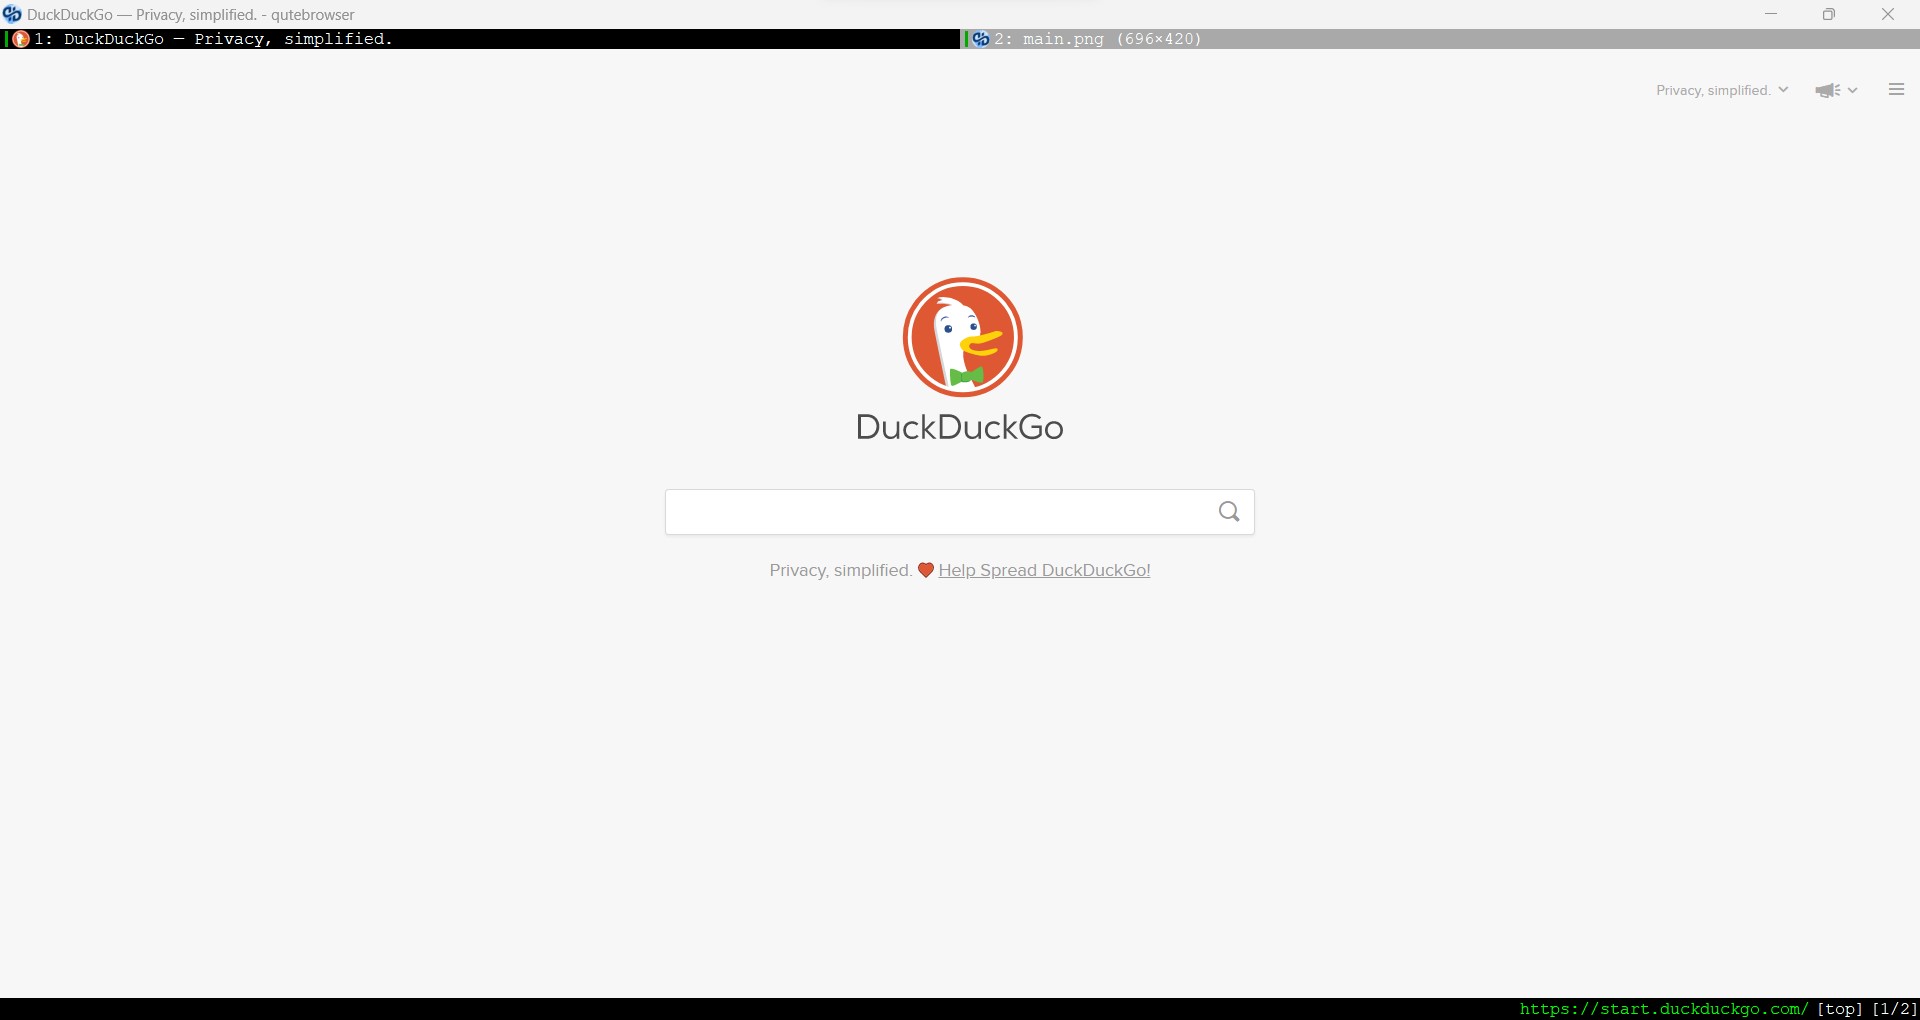 DuckDuckGo — Privacy, simplified. - qutebrowser
1: DuckDuckGo — Privacy, simplified.
2: main.png (696×420)
Privacy, simplified.
DuckDuckGo
Privacy, simplified. ❤️ Help Spread DuckDuckGo!
https://start.duckduckgo.com/ [top] [1/2]